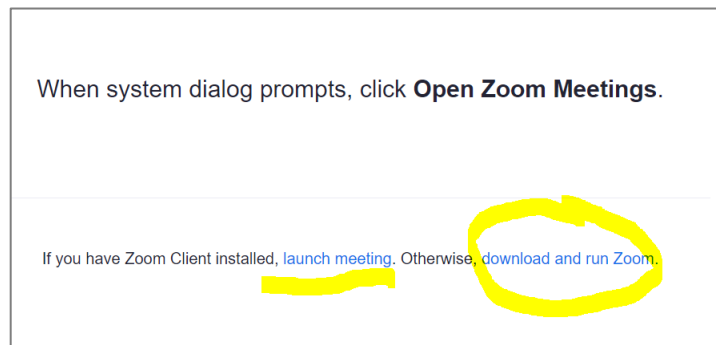 When system dialog prompts, click Open Zoom Meetings.
If you have Zoom Client installed, launch meeting. Otherwise, download and run Zoom.